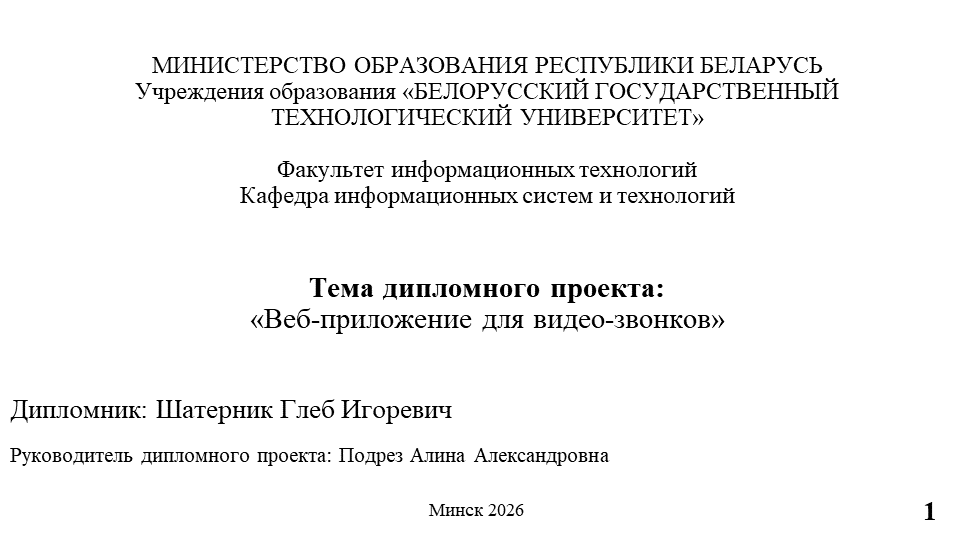 МИНИСТЕРСТВО ОБРАЗОВАНИЯ РЕСПУБЛИКИ БЕЛАРУСЬ
Учреждения образования «БЕЛОРУССКИЙ ГОСУДАРСТВЕННЫЙ
ТЕХНОЛОГИЧЕСКИЙ УНИВЕРСИТЕТ»
Факультет информационных технологий
Кафедра информационных систем и технологий
Тема дипломного проекта:
«Веб-приложение для видео-звонков»
Дипломник: Шатерник Глеб Игоревич
Руководитель дипломного проекта: Подрез Алина Александровна
Минск 2026
1